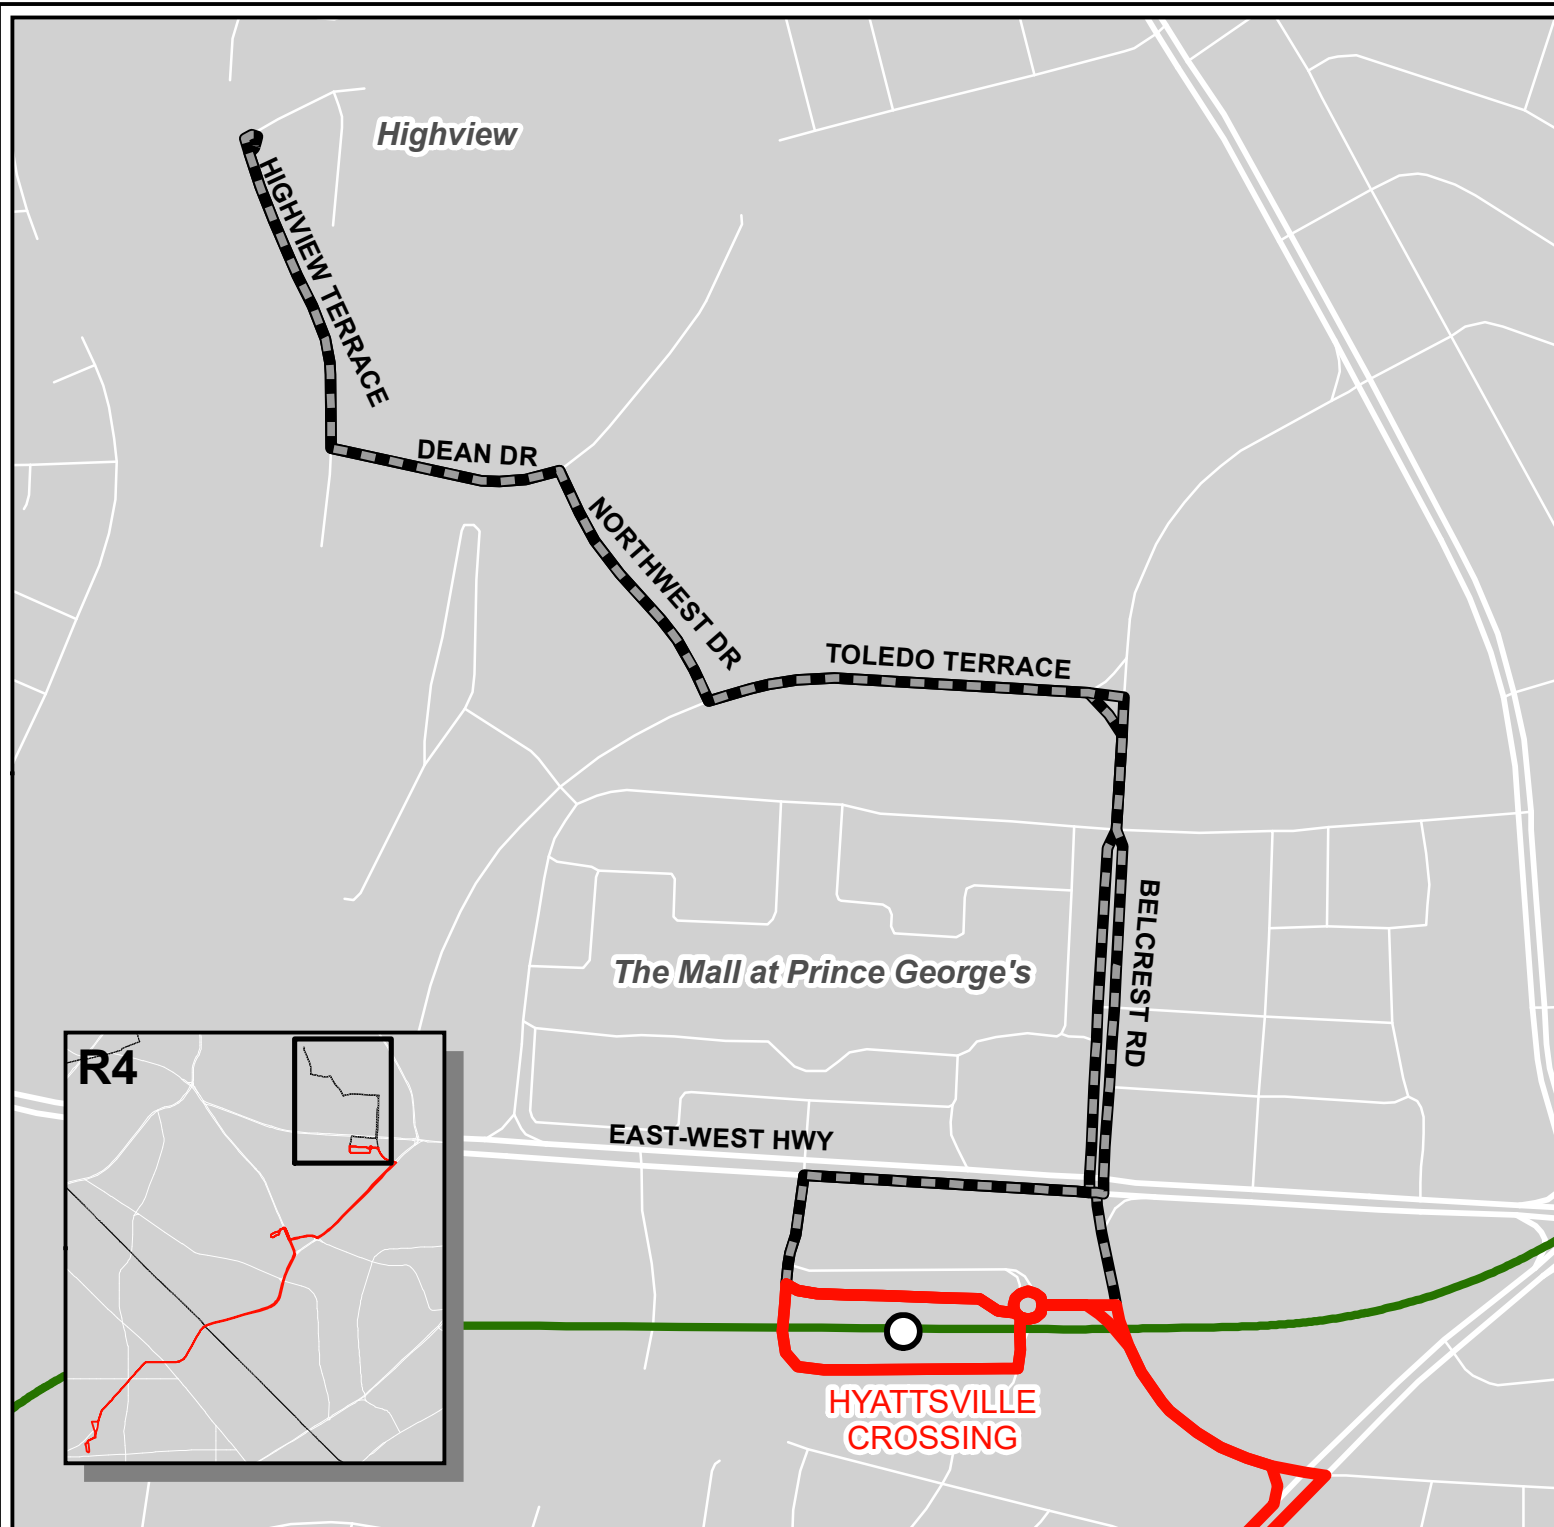 Highview
HIGHVIEW TERRACE
DEAN DR
NORTHWEST DR
TOLEDO TERRACE
BELCREST RD
The Mall at Prince George's
R4
EAST-WEST HWY
HYATTSVILLE
CROSSING